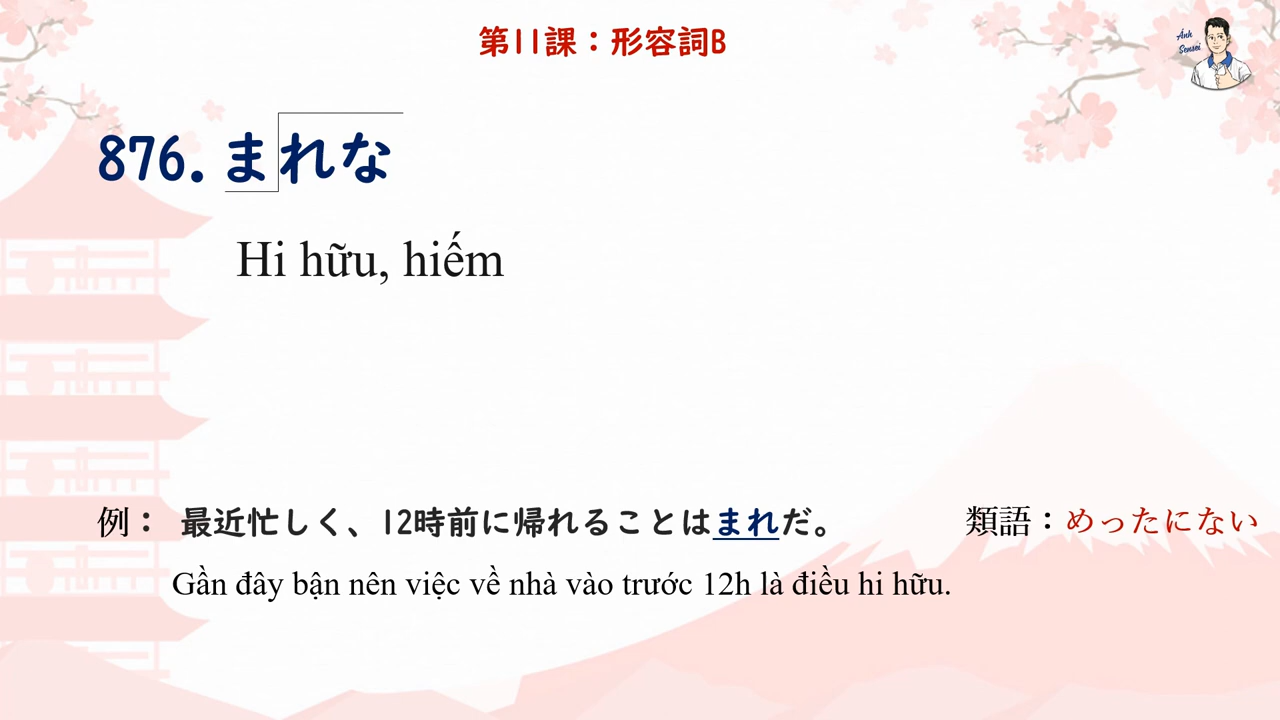 第11課：形容詞B
Ánh
Sensei
876. まれな
Hi hữu, hiếm
例： 最近忙しく、12時前に帰れることはまれだ。
類語：めったにない
Gần đây bận nên việc về nhà vào trước 12h là điều hi hữu.